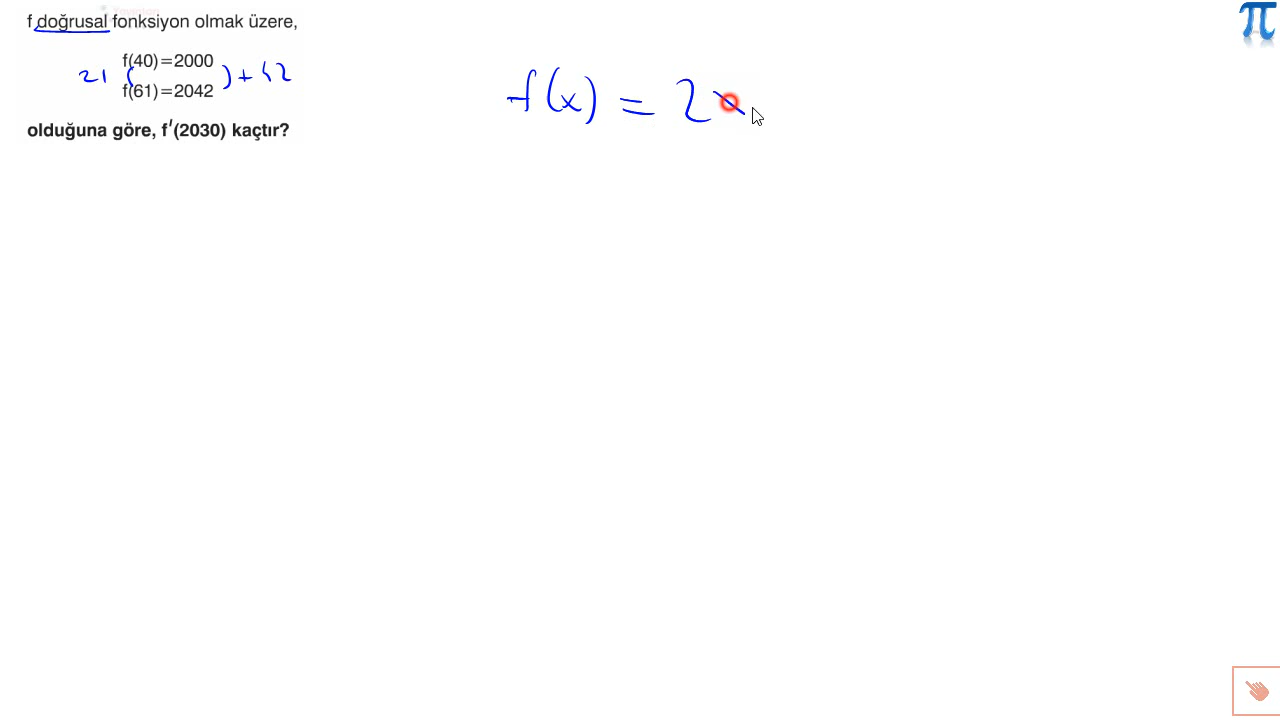 f doğrusal fonksiyon olmak üzere,
f(40)=2000
21 ( ) + 42
f(61)=2042
olduğuna göre, f'(2030) kaçtır?
f(x) = 2x
π